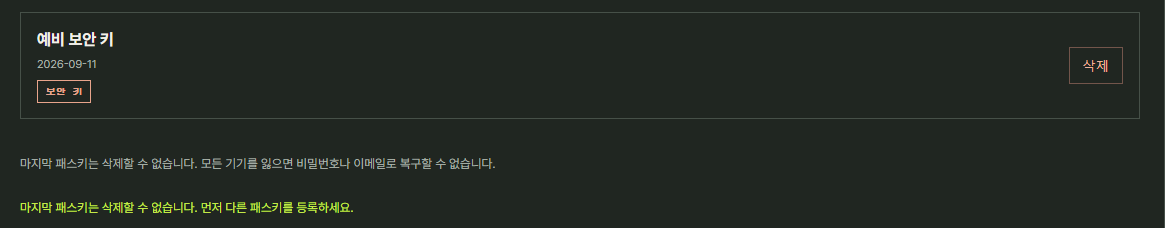 예비 보안 키
2026-09-11
보안 키
삭제
마지막 패스키는 삭제할 수 없습니다. 모든 기기를 잃으면 비밀번호나 이메일로 복구할 수 없습니다.
마지막 패스키는 삭제할 수 없습니다. 먼저 다른 패스키를 등록하세요.